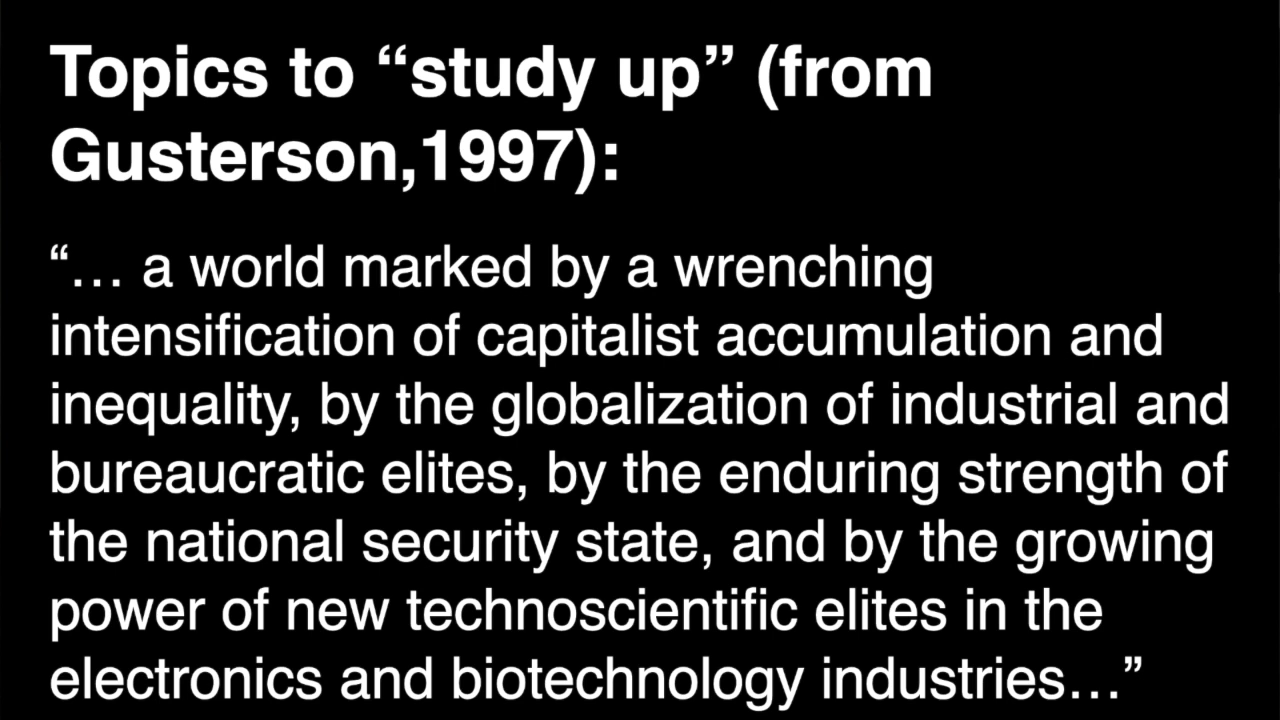 Topics to “study up” (from
Gusterson,1997):
“… a world marked by a wrenching
intensification of capitalist accumulation and
inequality, by the globalization of industrial and
bureaucratic elites, by the enduring strength of
the national security state, and by the growing
power of new technoscientific elites in the
electronics and biotechnology industries…”